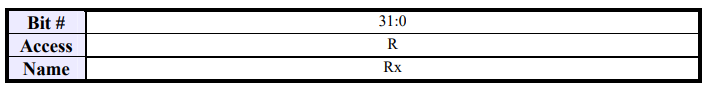 Bit # 31:0
Access R
Name Rx